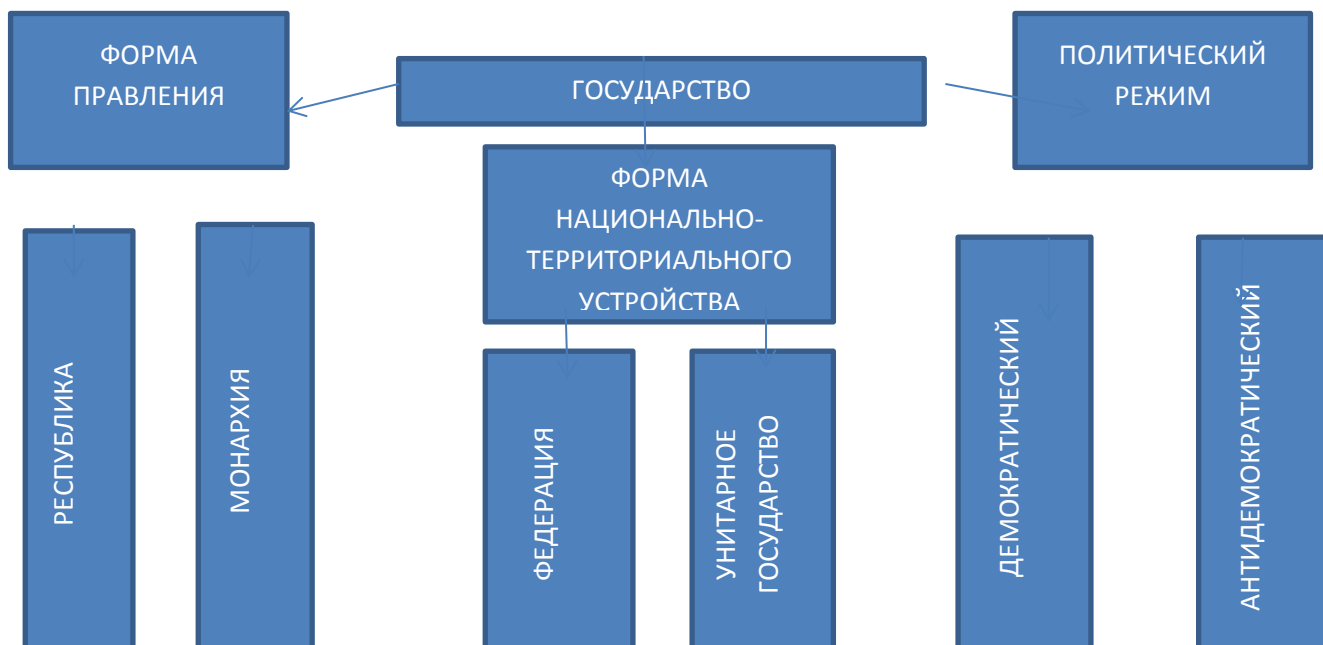 ФОРМА
ПРАВЛЕНИЯ
ГОСУДАРСТВО
ПОЛИТИЧЕСКИЙ
РЕЖИМ
ФОРМА
НАЦИОНАЛЬНО-
ТЕРРИТОРИАЛЬНОГО
УСТРОЙСТВА
РЕСПУБЛИКА
МОНАРХИЯ
ФЕДЕРАЦИЯ
УНИТАРНОЕ
ГОСУДАРСТВО
ДЕМОКРАТИЧЕСКИЙ
АНТИДЕМОКРАТИЧЕСКИЙ